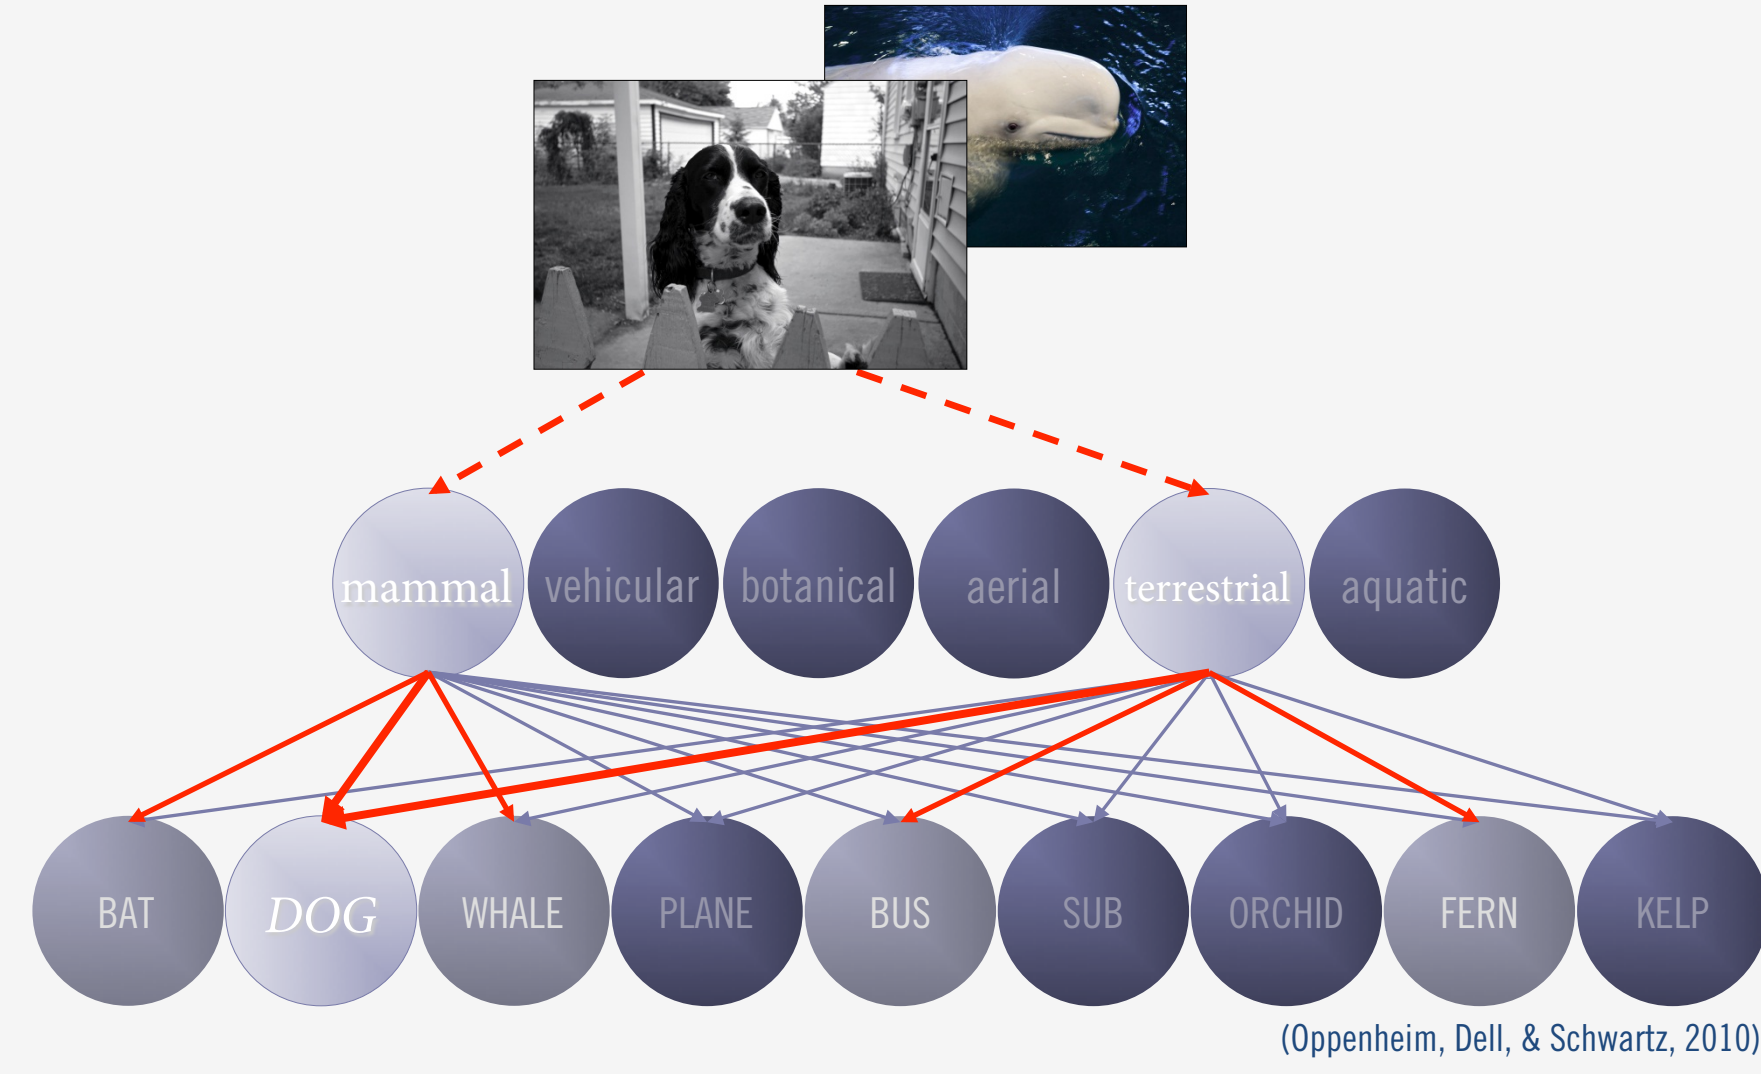 mammal vehicular botanical aerial terrestrial aquatic
BAT DOG WHALE PLANE BUS SUB ORCHID FERN KELP
(Oppenheim, Dell, & Schwartz, 2010)